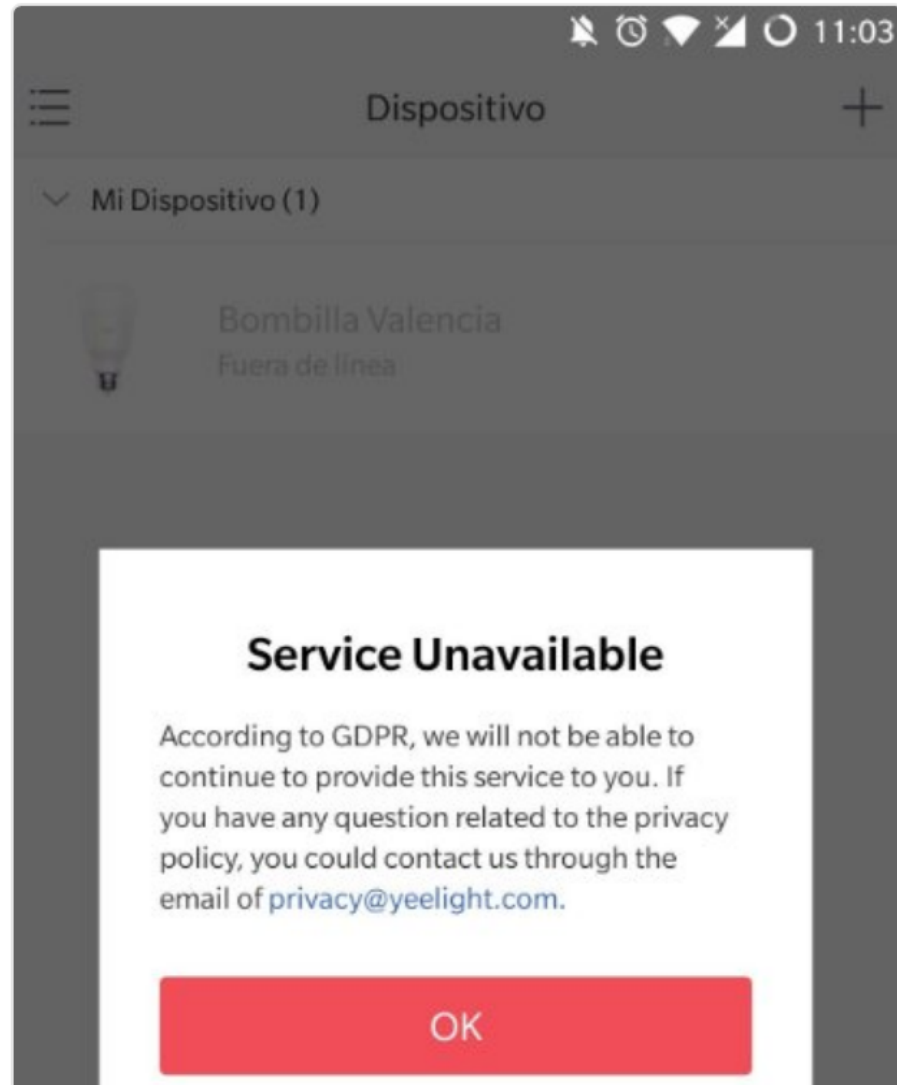 11:03
Dispositivo
Mi Dispositivo (1)
Bombilla Valencia
Fuera de línea
Service Unavailable
According to GDPR, we will not be able to
continue to provide this service to you. If
you have any question related to the privacy
policy, you could contact us through the
email of privacy@yeelight.com.
OK